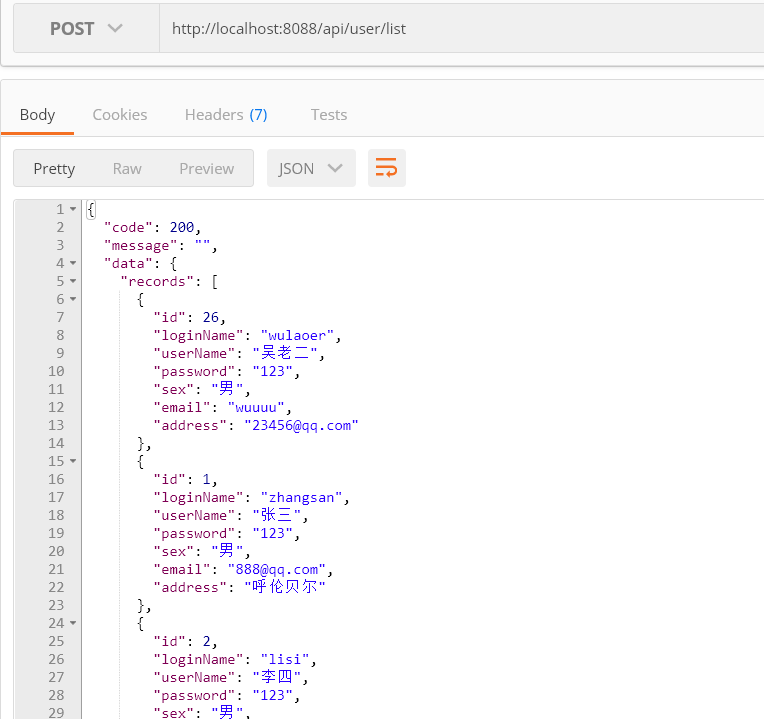 POST http://localhost:8088/api/user/list
Body Cookies Headers (7) Tests
Pretty Raw Preview JSON
1 {
2 "code": 200,
3 "message": "",
4 "data": {
5 "records": [
6 {
7 "id": 26,
8 "loginName": "wulaoer",
9 "userName": "吴老二",
10 "password": "123",
11 "sex": "男",
12 "email": "wuuuu",
13 "address": "23456@qq.com"
14 },
15 {
16 "id": 1,
17 "loginName": "zhangsan",
18 "userName": "张三",
19 "password": "123",
20 "sex": "男",
21 "email": "888@qq.com",
22 "address": "呼伦贝尔"
23 },
24 {
25 "id": 2,
26 "loginName": "lisi",
27 "userName": "李四",
28 "password": "123",
29 "sex": "男",